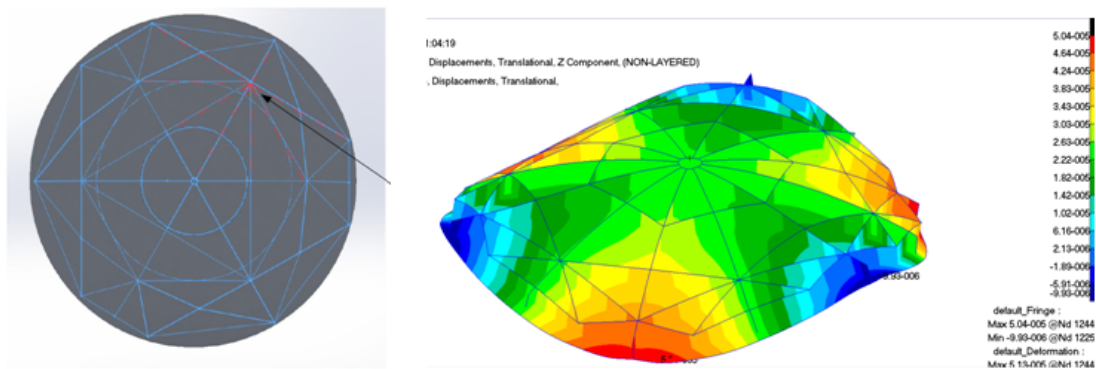 1:04:19
Displacements, Translational, Z Component, (NON-LAYERED)
, Displacements, Translational,
5.04-005
4.64-005
4.24-005
3.83-005
3.43-005
3.03-005
2.63-005
2.22-005
1.82-005
1.42-005
1.02-005
6.16-006
2.13-006
-1.89-006
-5.91-006
-9.93-006
-9.93-006
default_Fringe :
Max 5.04-005 @Nd 1244
Min -9.93-006 @Nd 1225
default_Deformation :
Max 5.13-005 @Nd 1244